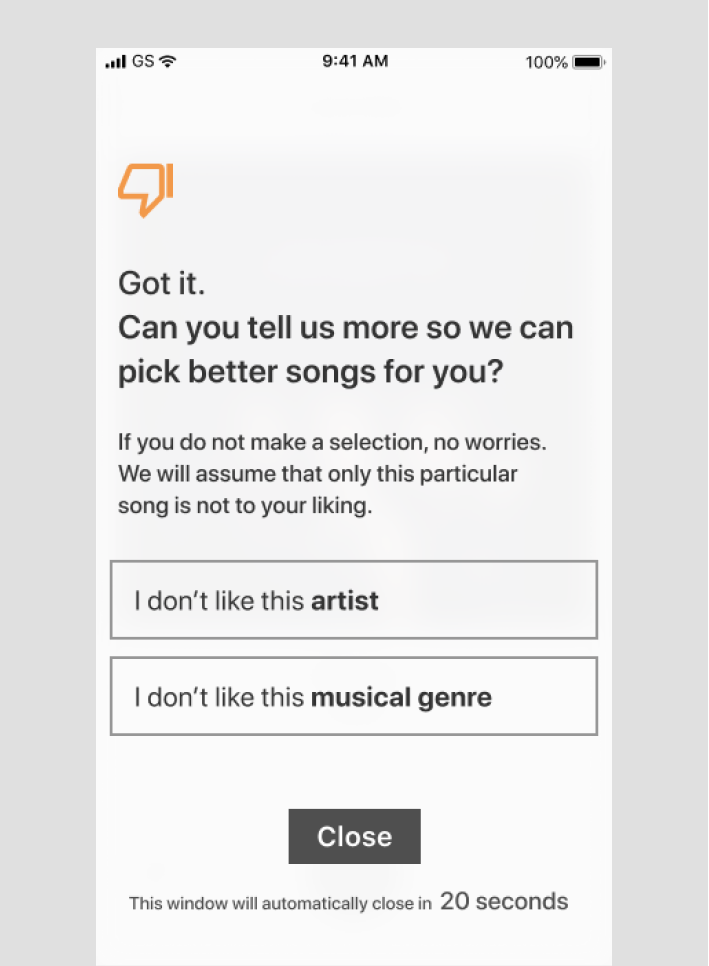 GS 9:41 AM 100%
Got it.
Can you tell us more so we can
pick better songs for you?
If you do not make a selection, no worries.
We will assume that only this particular
song is not to your liking.
I don’t like this artist
I don’t like this musical genre
Close
This window will automatically close in 20 seconds